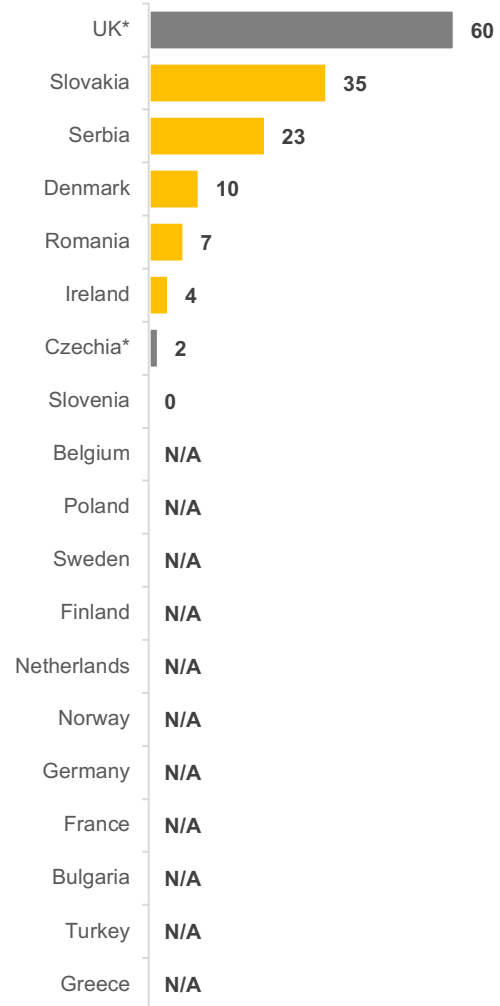 UK* 60
Slovakia 35
Serbia 23
Denmark 10
Romania 7
Ireland 4
Czechia* 2
Slovenia 0
Belgium N/A
Poland N/A
Sweden N/A
Finland N/A
Netherlands N/A
Norway N/A
Germany N/A
France N/A
Bulgaria N/A
Turkey N/A
Greece N/A